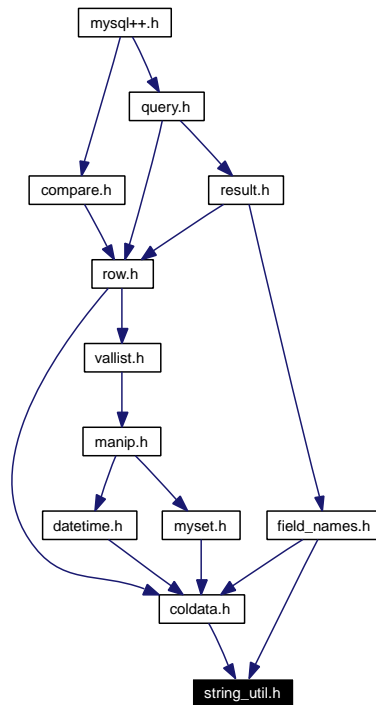 mysql++.h
query.h
compare.h
result.h
row.h
vallist.h
manip.h
datetime.h
myset.h
field_names.h
coldata.h
string_util.h